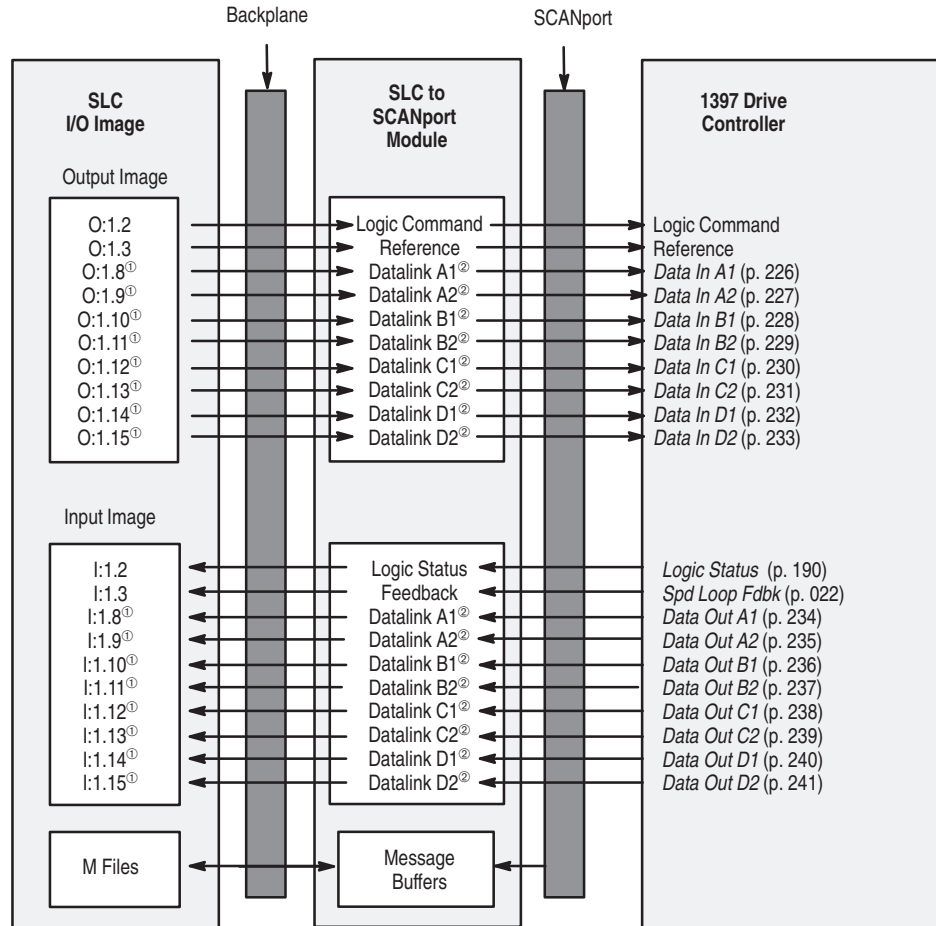 Backplane
SCANport
SLC
I/O Image
SLC to
SCANport
Module
1397 Drive
Controller
Output Image
O:1.2
O:1.3
O:1.8①
O:1.9①
O:1.10①
O:1.11①
O:1.12①
O:1.13①
O:1.14①
O:1.15①
Logic Command
Reference
Datalink A1②
Datalink A2②
Datalink B1②
Datalink B2②
Datalink C1②
Datalink C2②
Datalink D1②
Datalink D2②
Logic Command
Reference
Data In A1 (p. 226)
Data In A2 (p. 227)
Data In B1 (p. 228)
Data In B2 (p. 229)
Data In C1 (p. 230)
Data In C2 (p. 231)
Data In D1 (p. 232)
Data In D2 (p. 233)
Input Image
I:1.2
I:1.3
I:1.8①
I:1.9①
I:1.10①
I:1.11①
I:1.12①
I:1.13①
I:1.14①
I:1.15①
Logic Status
Feedback
Datalink A1②
Datalink A2②
Datalink B1②
Datalink B2②
Datalink C1②
Datalink C2②
Datalink D1②
Datalink D2②
Logic Status (p. 190)
Spd Loop Fdbk (p. 022)
Data Out A1 (p. 234)
Data Out A2 (p. 235)
Data Out B1 (p. 236)
Data Out B2 (p. 237)
Data Out C1 (p. 238)
Data Out C2 (p. 239)
Data Out D1 (p. 240)
Data Out D2 (p. 241)
M Files
Message
Buffers